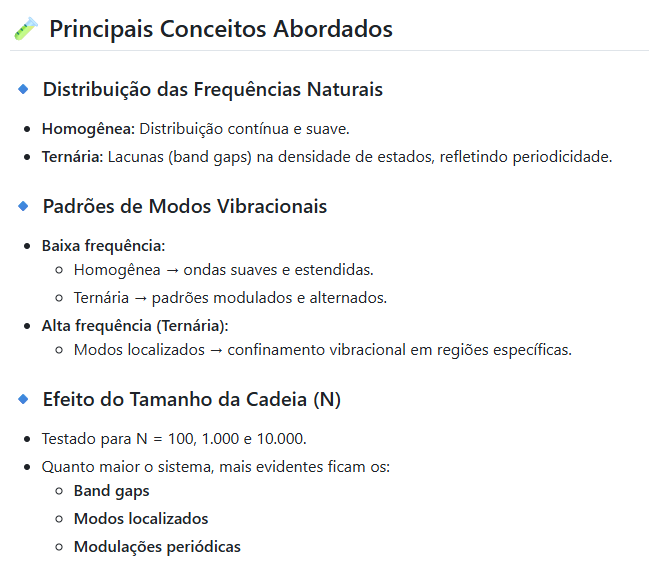 Principais Conceitos Abordados
Distribuição das Frequências Naturais
Homogênea: Distribuição contínua e suave.
Ternária: Lacunas (band gaps) na densidade de estados, refletindo periodicidade.
Padrões de Modos Vibracionais
Baixa frequência:
Homogênea → ondas suaves e estendidas.
Ternária → padrões modulados e alternados.
Alta frequência (Ternária):
Modos localizados → confinamento vibracional em regiões específicas.
Efeito do Tamanho da Cadeia (N)
Testado para N = 100, 1.000 e 10.000.
Quanto maior o sistema, mais evidentes ficam os:
Band gaps
Modos localizados
Modulações periódicas